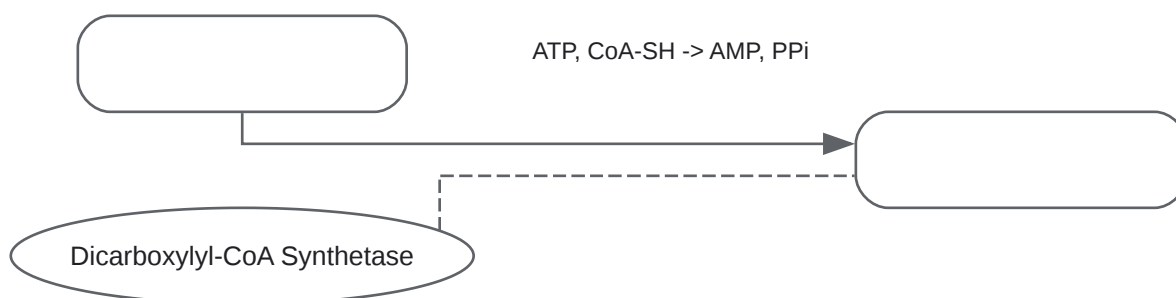 ATP, CoA-SH -> AMP, PPi
Dicarboxylyl-CoA Synthetase